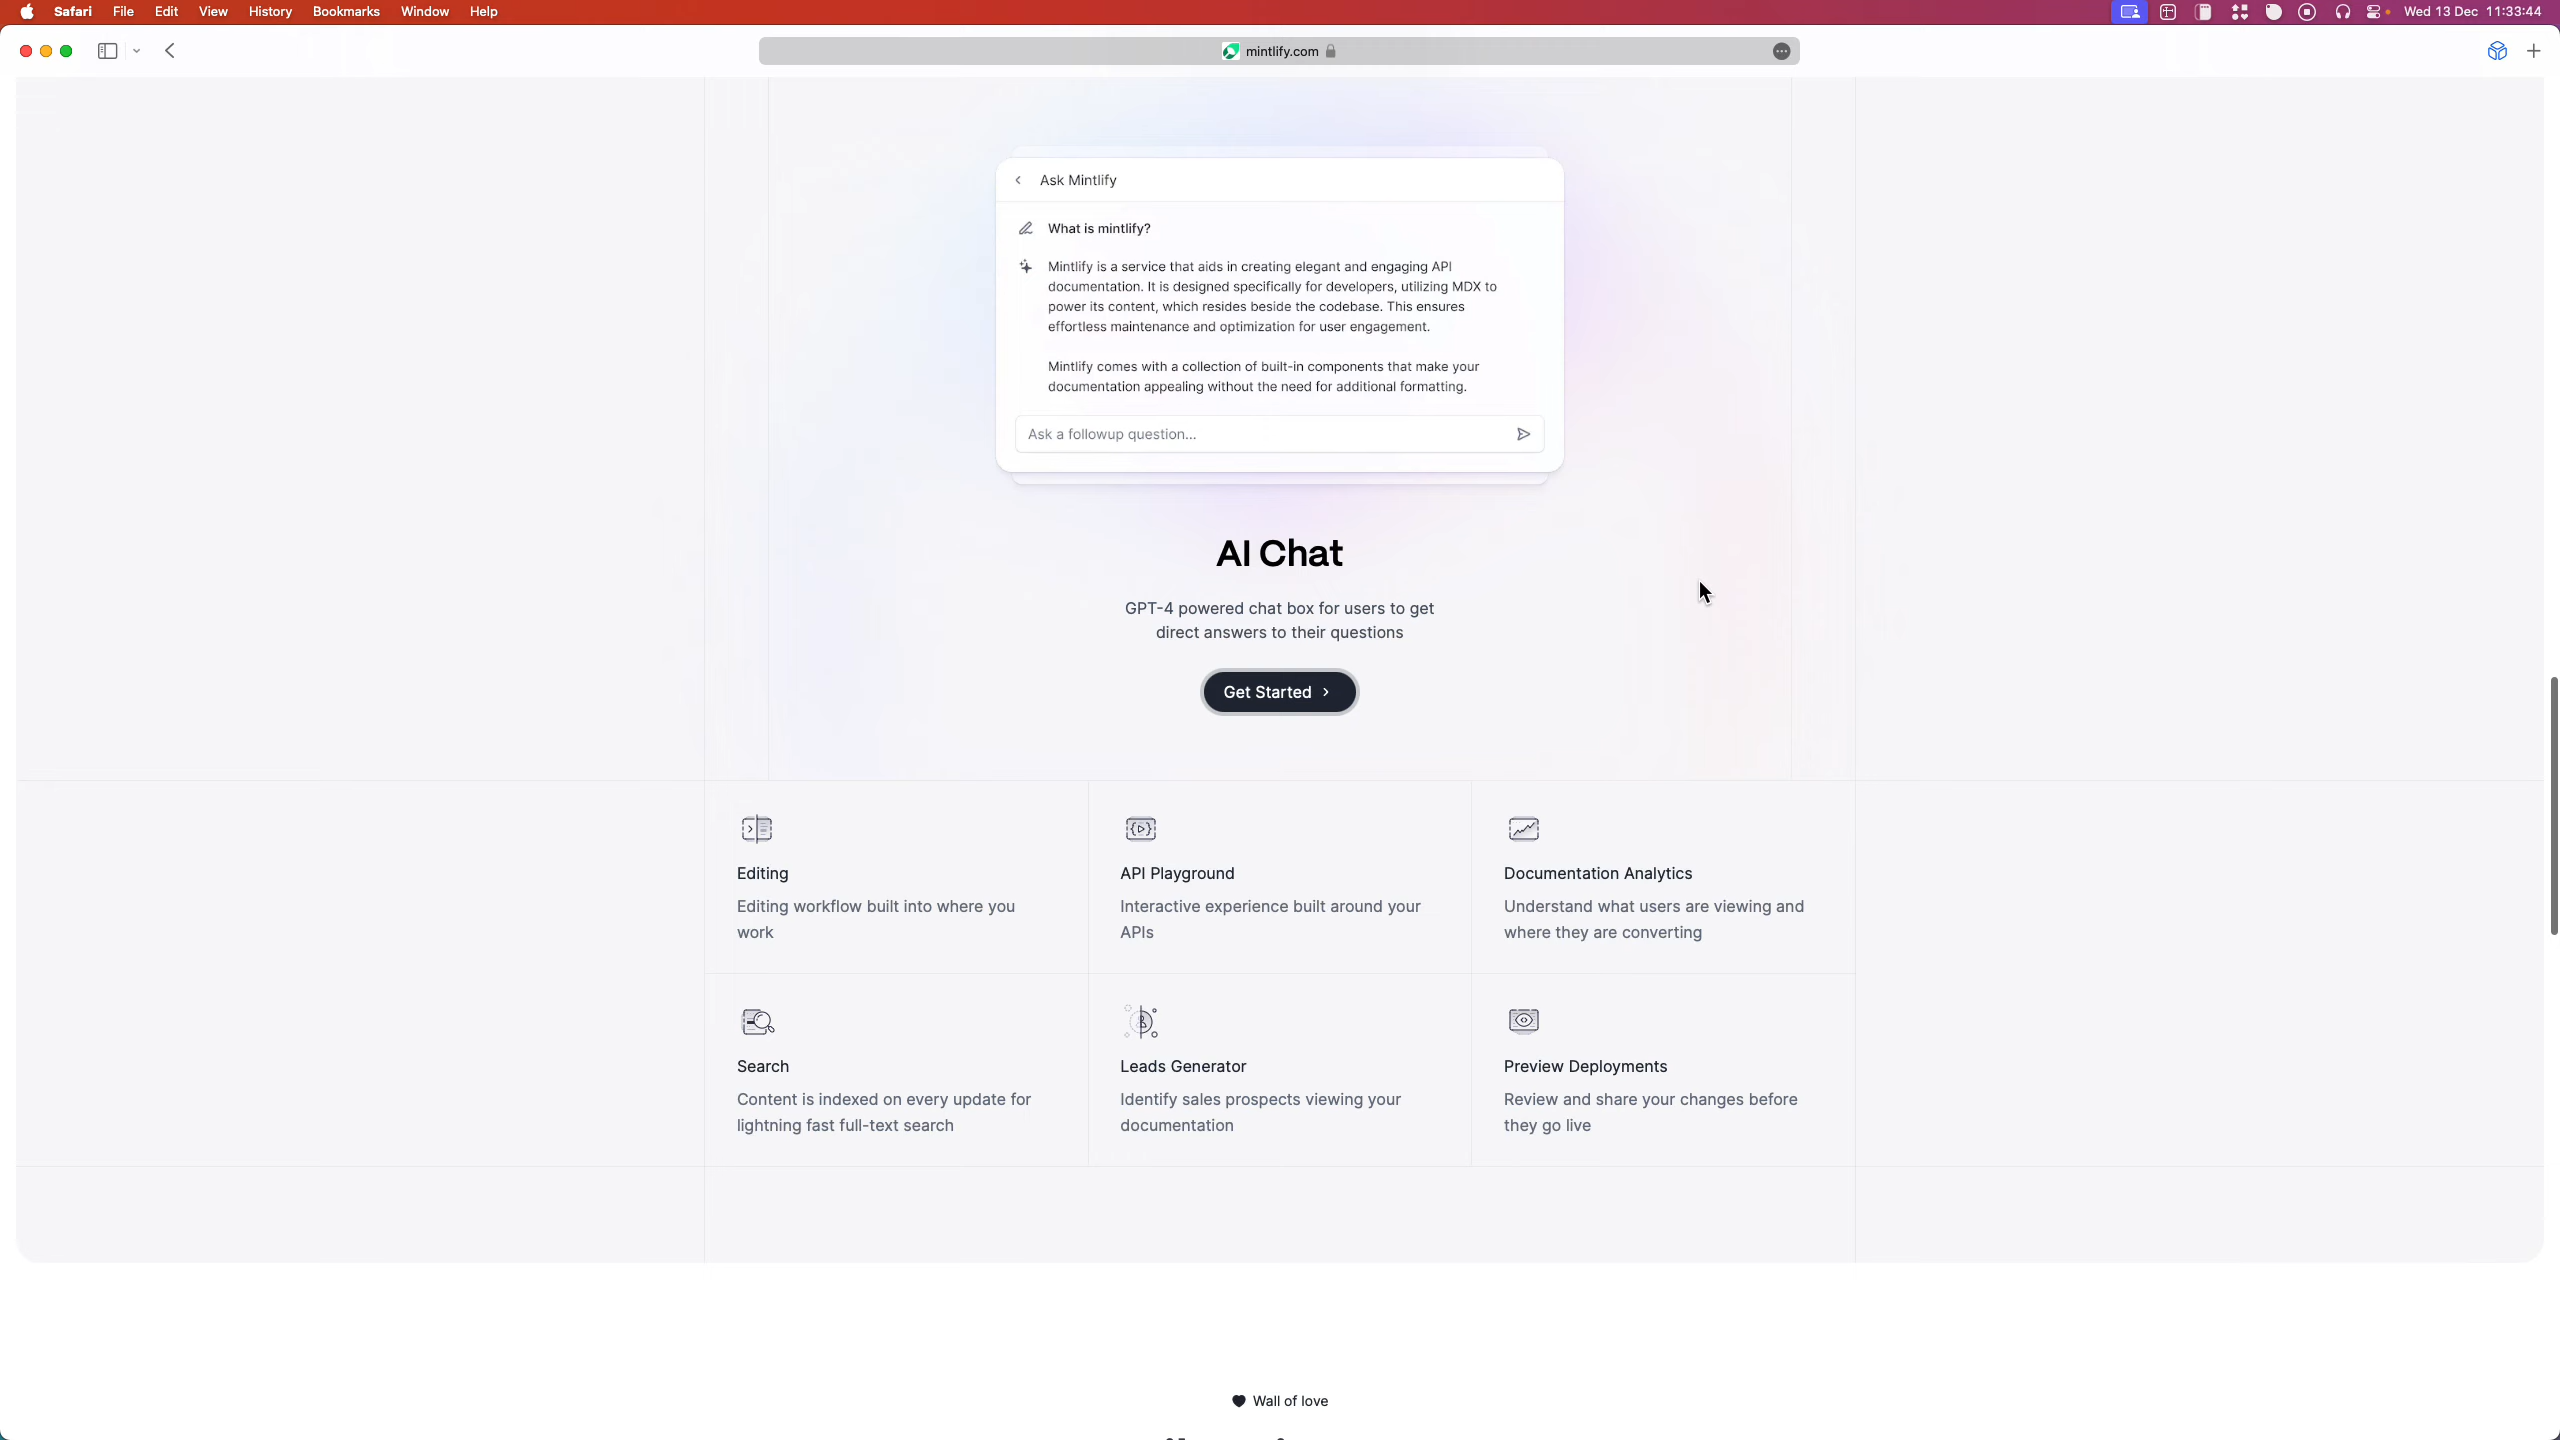 Safari File Edit View History Bookmarks Window Help
Wed 13 Dec 11:33:44
mintlify.com
Ask Mintlify
What is mintlify?
Mintlify is a service that aids in creating elegant and engaging API
documentation. It is designed specifically for developers, utilizing MDX to
power its content, which resides beside the codebase. This ensures
effortless maintenance and optimization for user engagement.
Mintlify comes with a collection of built-in components that make your
documentation appealing without the need for additional formatting.
Ask a followup question...
AI Chat
GPT-4 powered chat box for users to get
direct answers to their questions
Get Started
Editing
Editing workflow built into where you
work
API Playground
Interactive experience built around your
APIs
Documentation Analytics
Understand what users are viewing and
where they are converting
Search
Content is indexed on every update for
lightning fast full-text search
Leads Generator
Identify sales prospects viewing your
documentation
Preview Deployments
Review and share your changes before
they go live
Wall of love